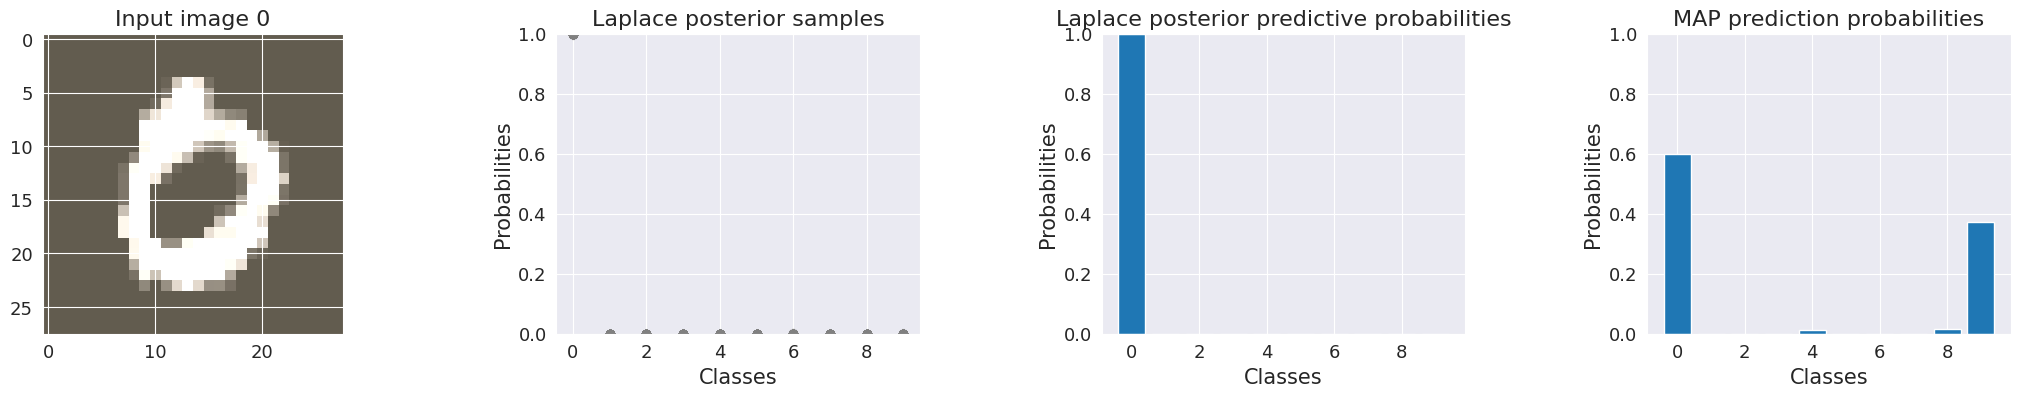 Input image 0
0
5
10
15
20
25
0 10 20
Laplace posterior samples
Probabilities
1.0
0.8
0.6
0.4
0.2
0.0
0 2 4 6 8
Classes
Laplace posterior predictive probabilities
Probabilities
1.0
0.8
0.6
0.4
0.2
0.0
0 2 4 6 8
Classes
MAP prediction probabilities
Probabilities
1.0
0.8
0.6
0.4
0.2
0.0
0 2 4 6 8
Classes